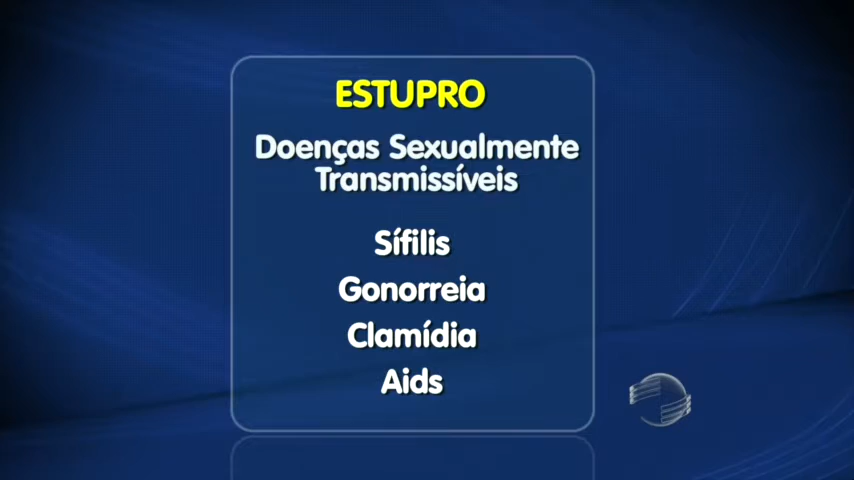 ESTUPRO
Doenças Sexualmente
Transmissíveis
Sífilis
Gonorreia
Clamídia
Aids